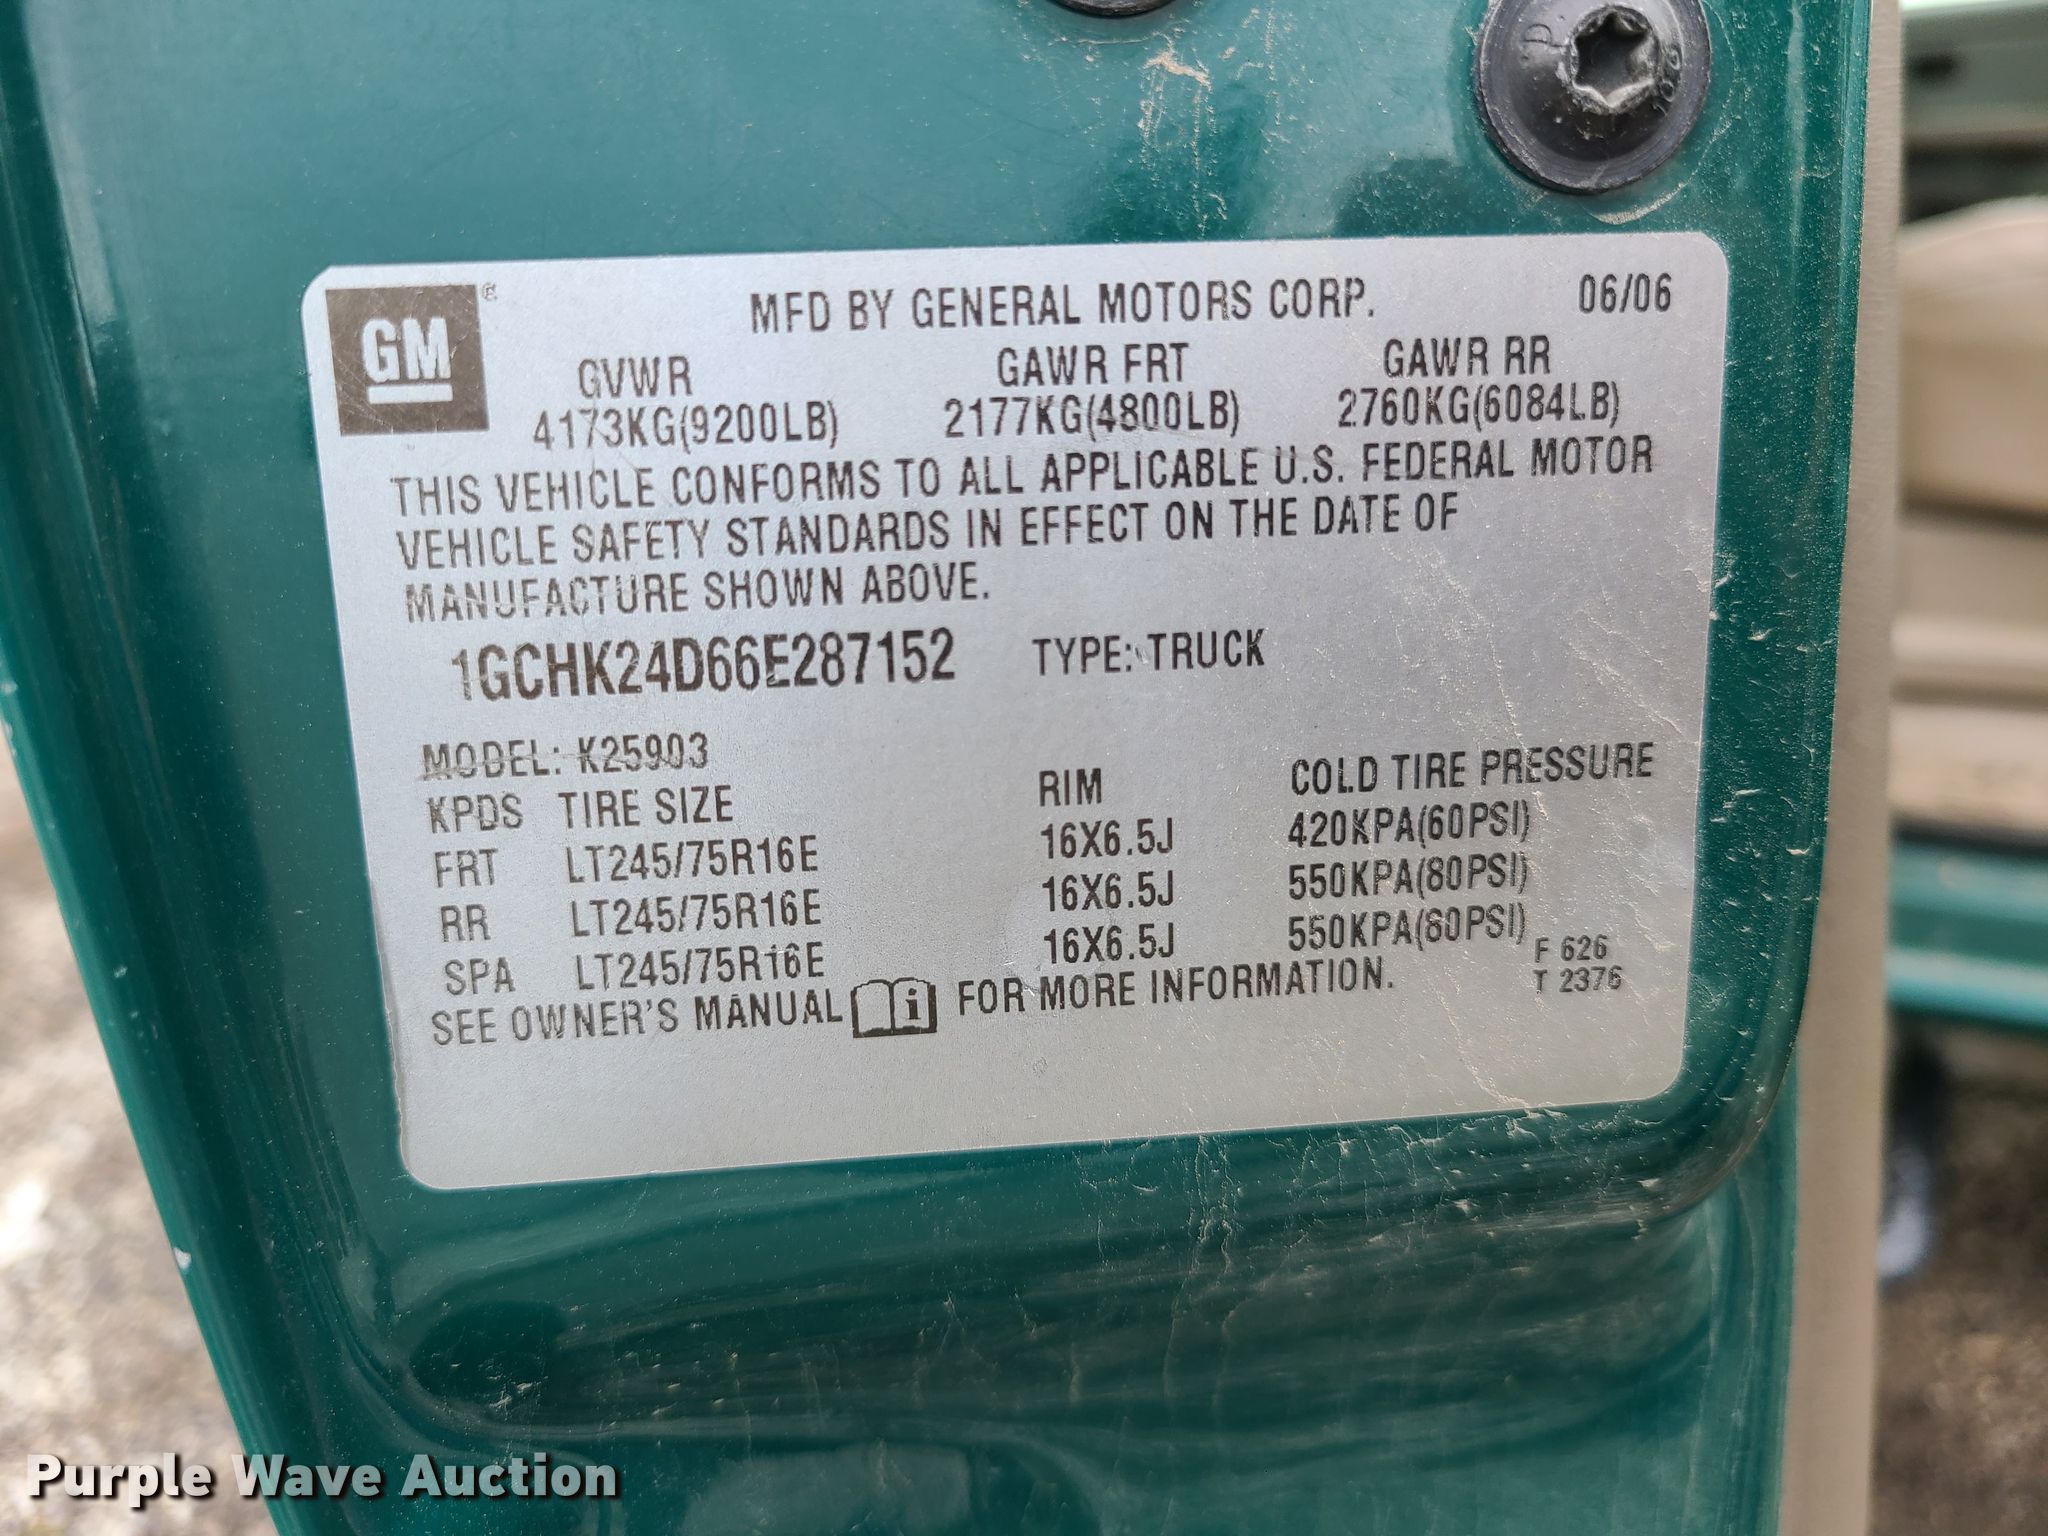 P
GM
®
MFD BY GENERAL MOTORS CORP. 06/06
GVWR GAWR FRT GAWR RR
4173KG(9200LB) 2177KG(4800LB) 2760KG(6084LB)
THIS VEHICLE CONFORMS TO ALL APPLICABLE U.S. FEDERAL MOTOR
VEHICLE SAFETY STANDARDS IN EFFECT ON THE DATE OF
MANUFACTURE SHOWN ABOVE.
1GCHK24D66E287152 TYPE: TRUCK
MODEL: K25903
KPDS TIRE SIZE RIM COLD TIRE PRESSURE
FRT LT245/75R16E 16X6.5J 420KPA(60PSI)
RR LT245/75R16E 16X6.5J 550KPA(80PSI)
SPA LT245/75R16E 16X6.5J 550KPA(80PSI)
F 626
T 2376
SEE OWNER'S MANUAL i FOR MORE INFORMATION.
Purple Wave Auction